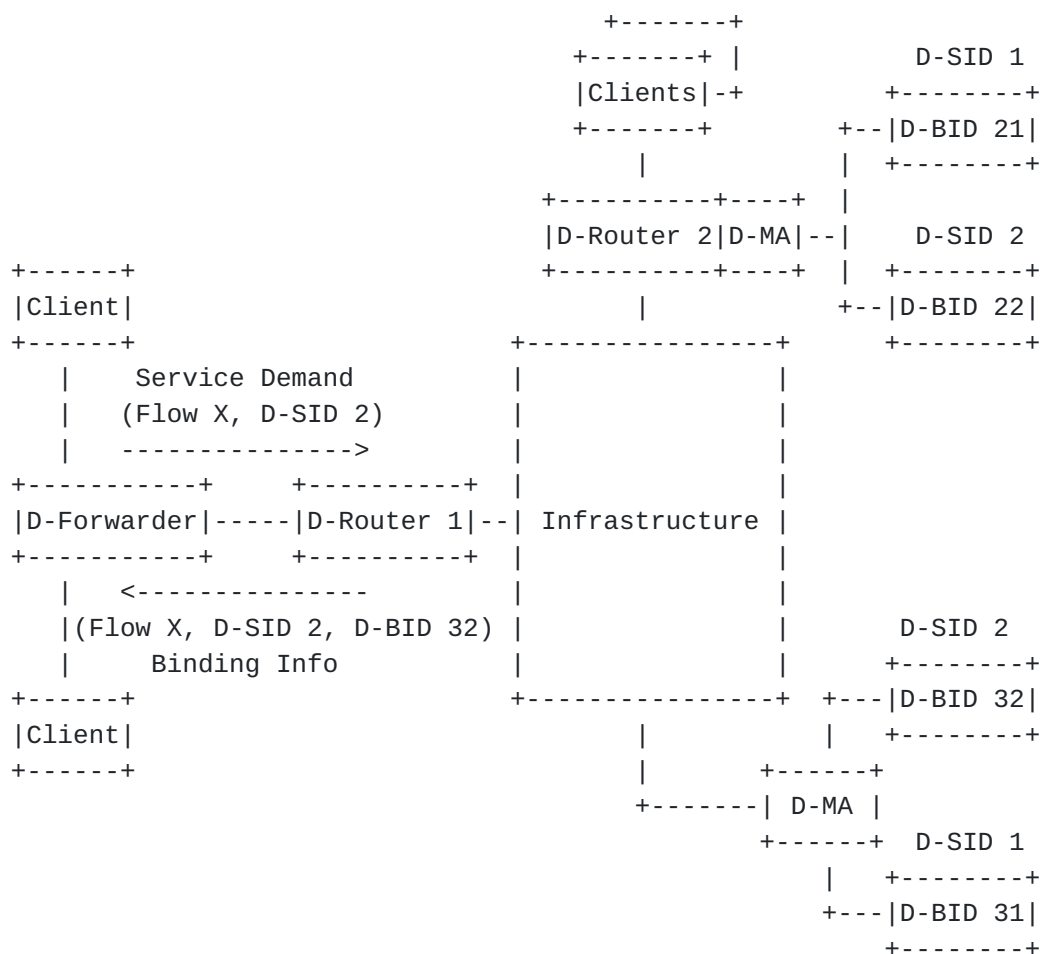 D-SID 1
|Clients|-+
+--|D-BID 21|
|D-Router 2|D-MA|--| D-SID 2
|Client| +--|D-BID 22|
Service Demand
(Flow X, D-SID 2)
--------------->
|D-Forwarder|-----|D-Router 1|--| Infrastructure |
<---------------
|(Flow X, D-SID 2, D-BID 32) D-SID 2
Binding Info
+---|D-BID 32|
|Client|
+-------| D-MA |
D-SID 1
+---|D-BID 31|